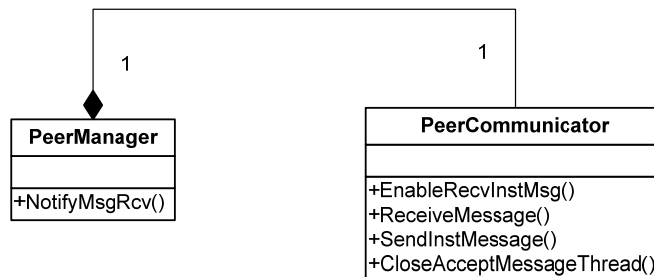 1
1
PeerManager
+NotifyMsgRcv()
PeerCommunicator
+EnableRecvInstMsg()
+ReceiveMessage()
+SendInstMessage()
+CloseAcceptMessageThread()